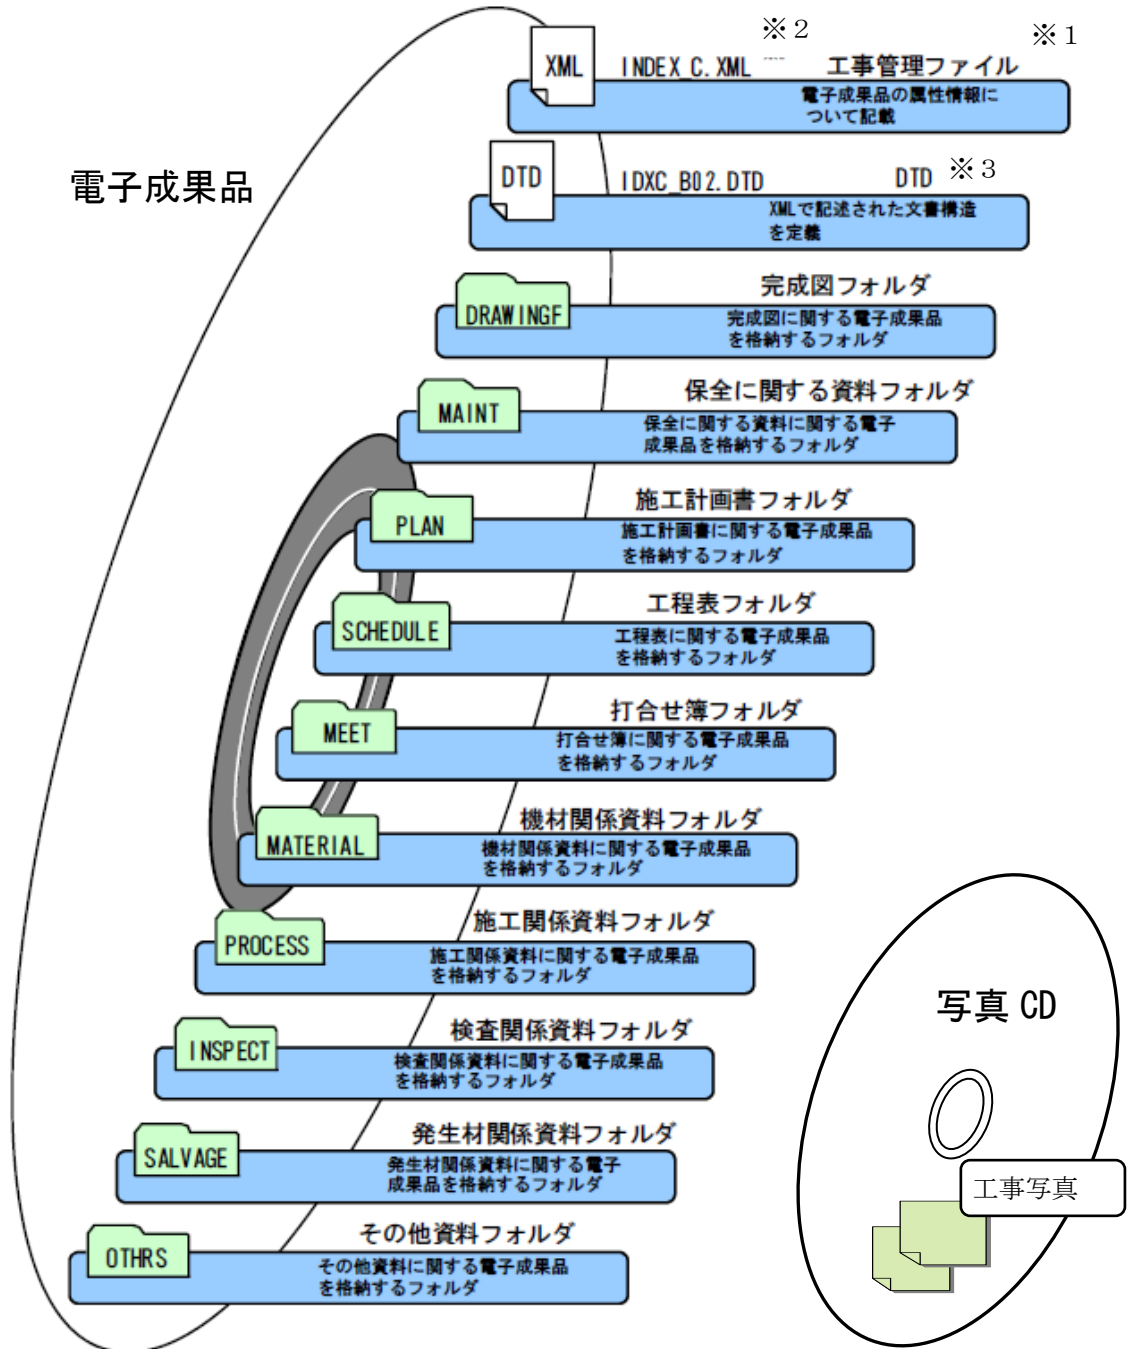 ※２
※１
XML
INDEX_C.XML
工事管理ファイル
電子成果品の属性情報に
ついて記載
電子成果品
DTD
IDXC_B02.DTD
DTD
※３
XMLで記述された文書構造
を定義
完成図フォルダ
DRAWINGF
完成図に関する電子成果品
を格納するフォルダ
保全に関する資料フォルダ
MAINT
保全に関する資料に関する電子
成果品を格納するフォルダ
施工計画書フォルダ
PLAN
施工計画書に関する電子成果品
を格納するフォルダ
工程表フォルダ
SCHEDULE
工程表に関する電子成果品
を格納するフォルダ
打合せ簿フォルダ
MEET
打合せ簿に関する電子成果品
を格納するフォルダ
機材関係資料フォルダ
MATERIAL
機材関係資料に関する電子成果品
を格納するフォルダ
施工関係資料フォルダ
PROCESS
施工関係資料に関する電子成果品
を格納するフォルダ
検査関係資料フォルダ
INSPECT
検査関係資料に関する電子成果品
を格納するフォルダ
発生材関係資料フォルダ
SALVAGE
発生材関係資料に関する電子
成果品を格納するフォルダ
その他資料フォルダ
OTHRS
その他資料に関する電子成果品
を格納するフォルダ
写真 CD
工事写真